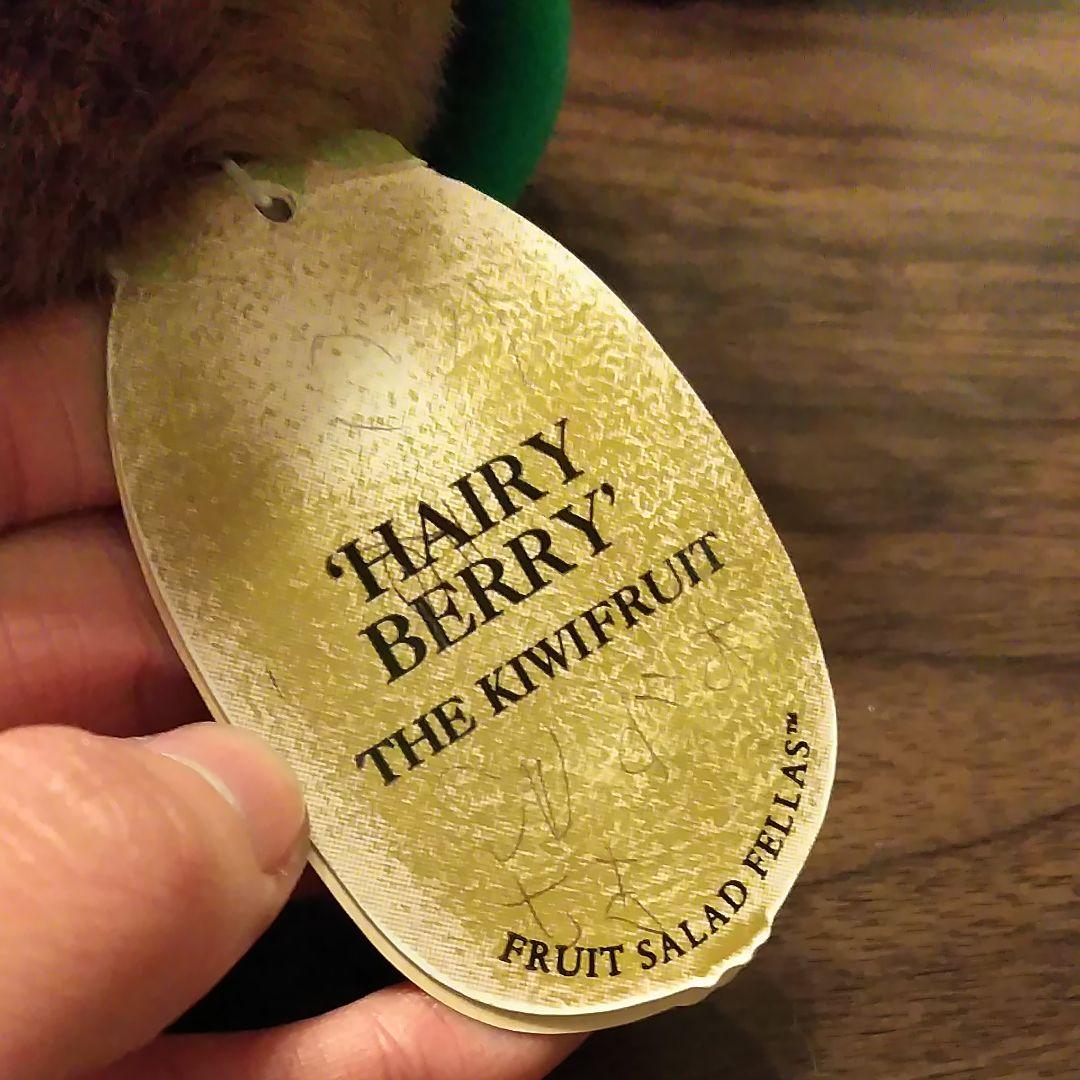 ‘HAIRY
BERRY’
THE KIWIFRUIT
FRUIT SALAD FELLAS™